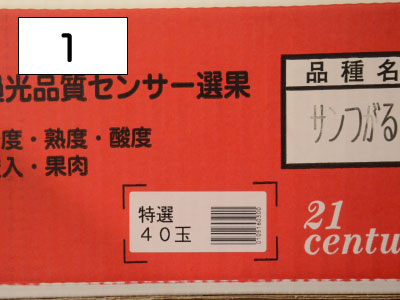 1
光品質センサー選果
度・熟度・酸度
入・果肉
品種名
サンつがる
特選
40玉
0105160300
21
centu